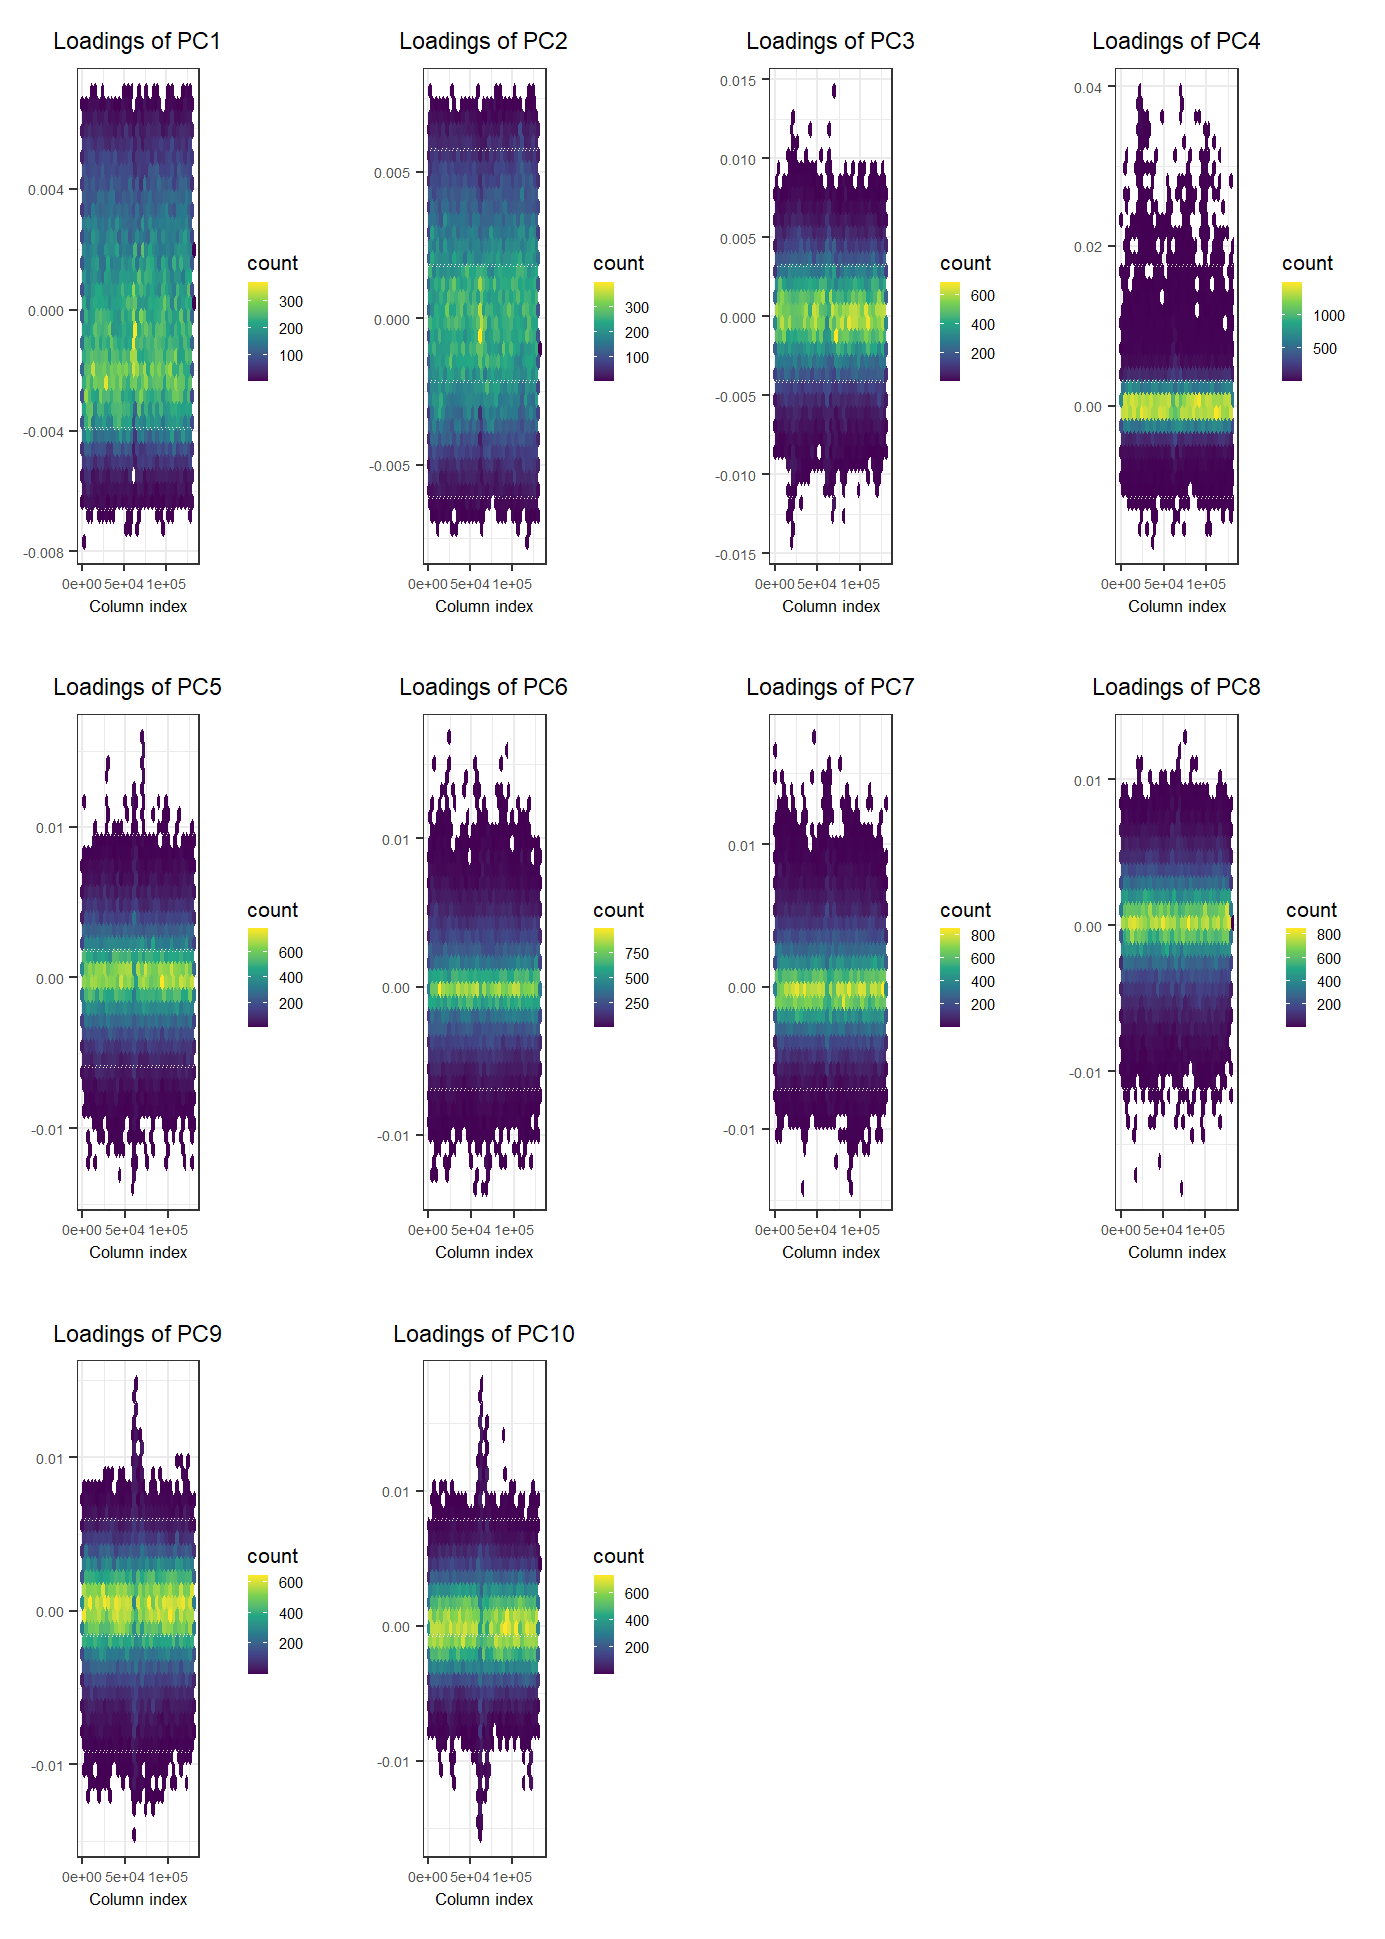 Loadings of PC1
0.004
0.000
-0.004
-0.008
0e+00 5e+04 1e+05
Column index
count
300
200
100
Loadings of PC2
0.005
0.000
-0.005
0e+00 5e+04 1e+05
Column index
count
300
200
100
Loadings of PC3
0.015
0.010
0.005
0.000
-0.005
-0.010
-0.015
0e+00 5e+04 1e+05
Column index
count
600
400
200
Loadings of PC4
0.04
0.02
0.00
0e+00 5e+04 1e+05
Column index
count
1000
500
Loadings of PC5
0.01
0.00
-0.01
0e+00 5e+04 1e+05
Column index
count
600
400
200
Loadings of PC6
0.01
0.00
-0.01
0e+00 5e+04 1e+05
Column index
count
750
500
250
Loadings of PC7
0.01
0.00
-0.01
0e+00 5e+04 1e+05
Column index
count
800
600
400
200
Loadings of PC8
0.01
0.00
-0.01
0e+00 5e+04 1e+05
Column index
count
800
600
400
200
Loadings of PC9
0.01
0.00
-0.01
0e+00 5e+04 1e+05
Column index
count
600
400
200
Loadings of PC10
0.01
0.00
-0.01
0e+00 5e+04 1e+05
Column index
count
600
400
200